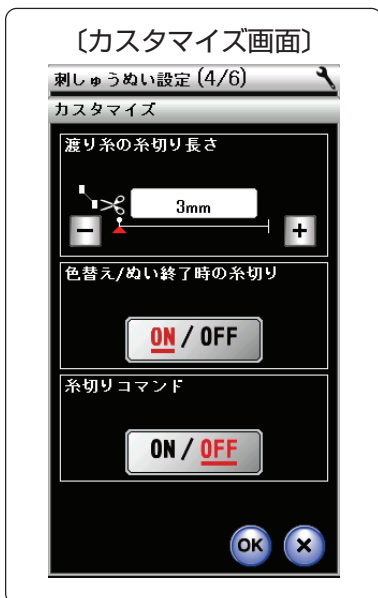 〔カスタマイズ画面〕
刺しゅうぬい設定 (4/6)
カスタマイズ
渡り糸の糸切り長さ
3mm
− +
色替え/ぬい終了時の糸切り
ON / OFF
糸切りコマンド
ON / OFF
OK ×